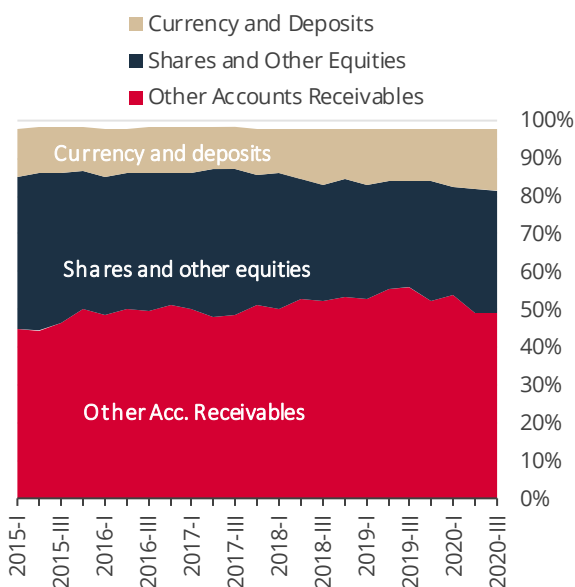 Currency and Deposits
Shares and Other Equities
Other Accounts Receivables
100%
90%
80%
70%
60%
50%
40%
30%
20%
10%
0%
Currency and deposits
Shares and other equities
Other Acc. Receivables
2015-I
2015-III
2016-I
2016-III
2017-I
2017-III
2018-I
2018-III
2019-I
2019-III
2020-I
2020-III